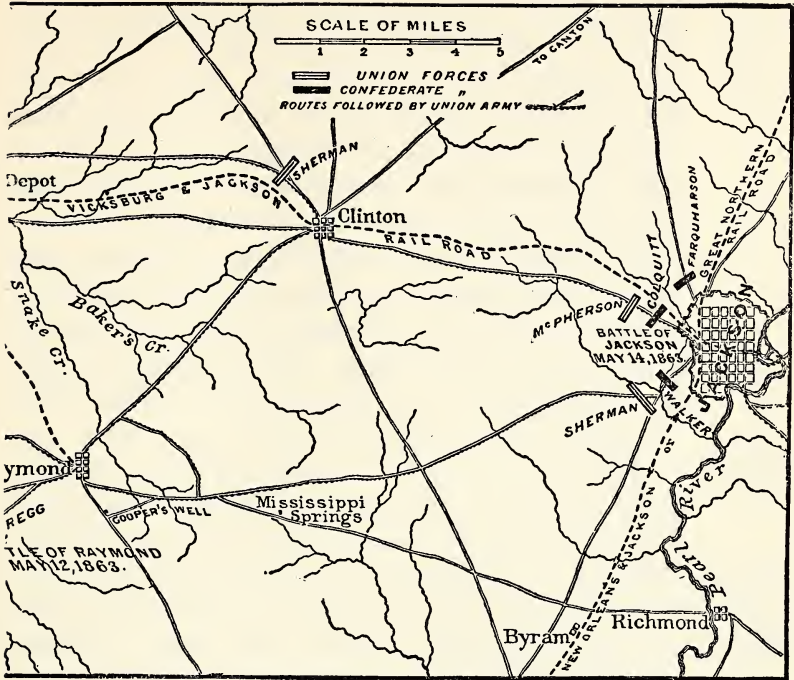 SCALE OF MILES
1 2 3 4 5
UNION FORCES
CONFEDERATE "
ROUTES FOLLOWED BY UNION ARMY
TO CANTON
SHERMAN
Depot
VICKSBURG & JACKSON
Clinton
RAIL ROAD
FARQUHARSON
GREAT NORTHERN
RAIL ROAD
COLQUITT
McPHERSON
BATTLE OF
JACKSON
MAY 14, 1863.
JACKSON
Snake Cr.
Baker's Cr.
SHERMAN
WALKER
ymond
REGG
COOPER'S WELL
Mississippi
Springs
TLE OF RAYMOND
MAY 12, 1863.
Pearl River
NEW ORLEANS & JACKSON
OR
Byram
RR
Richmond